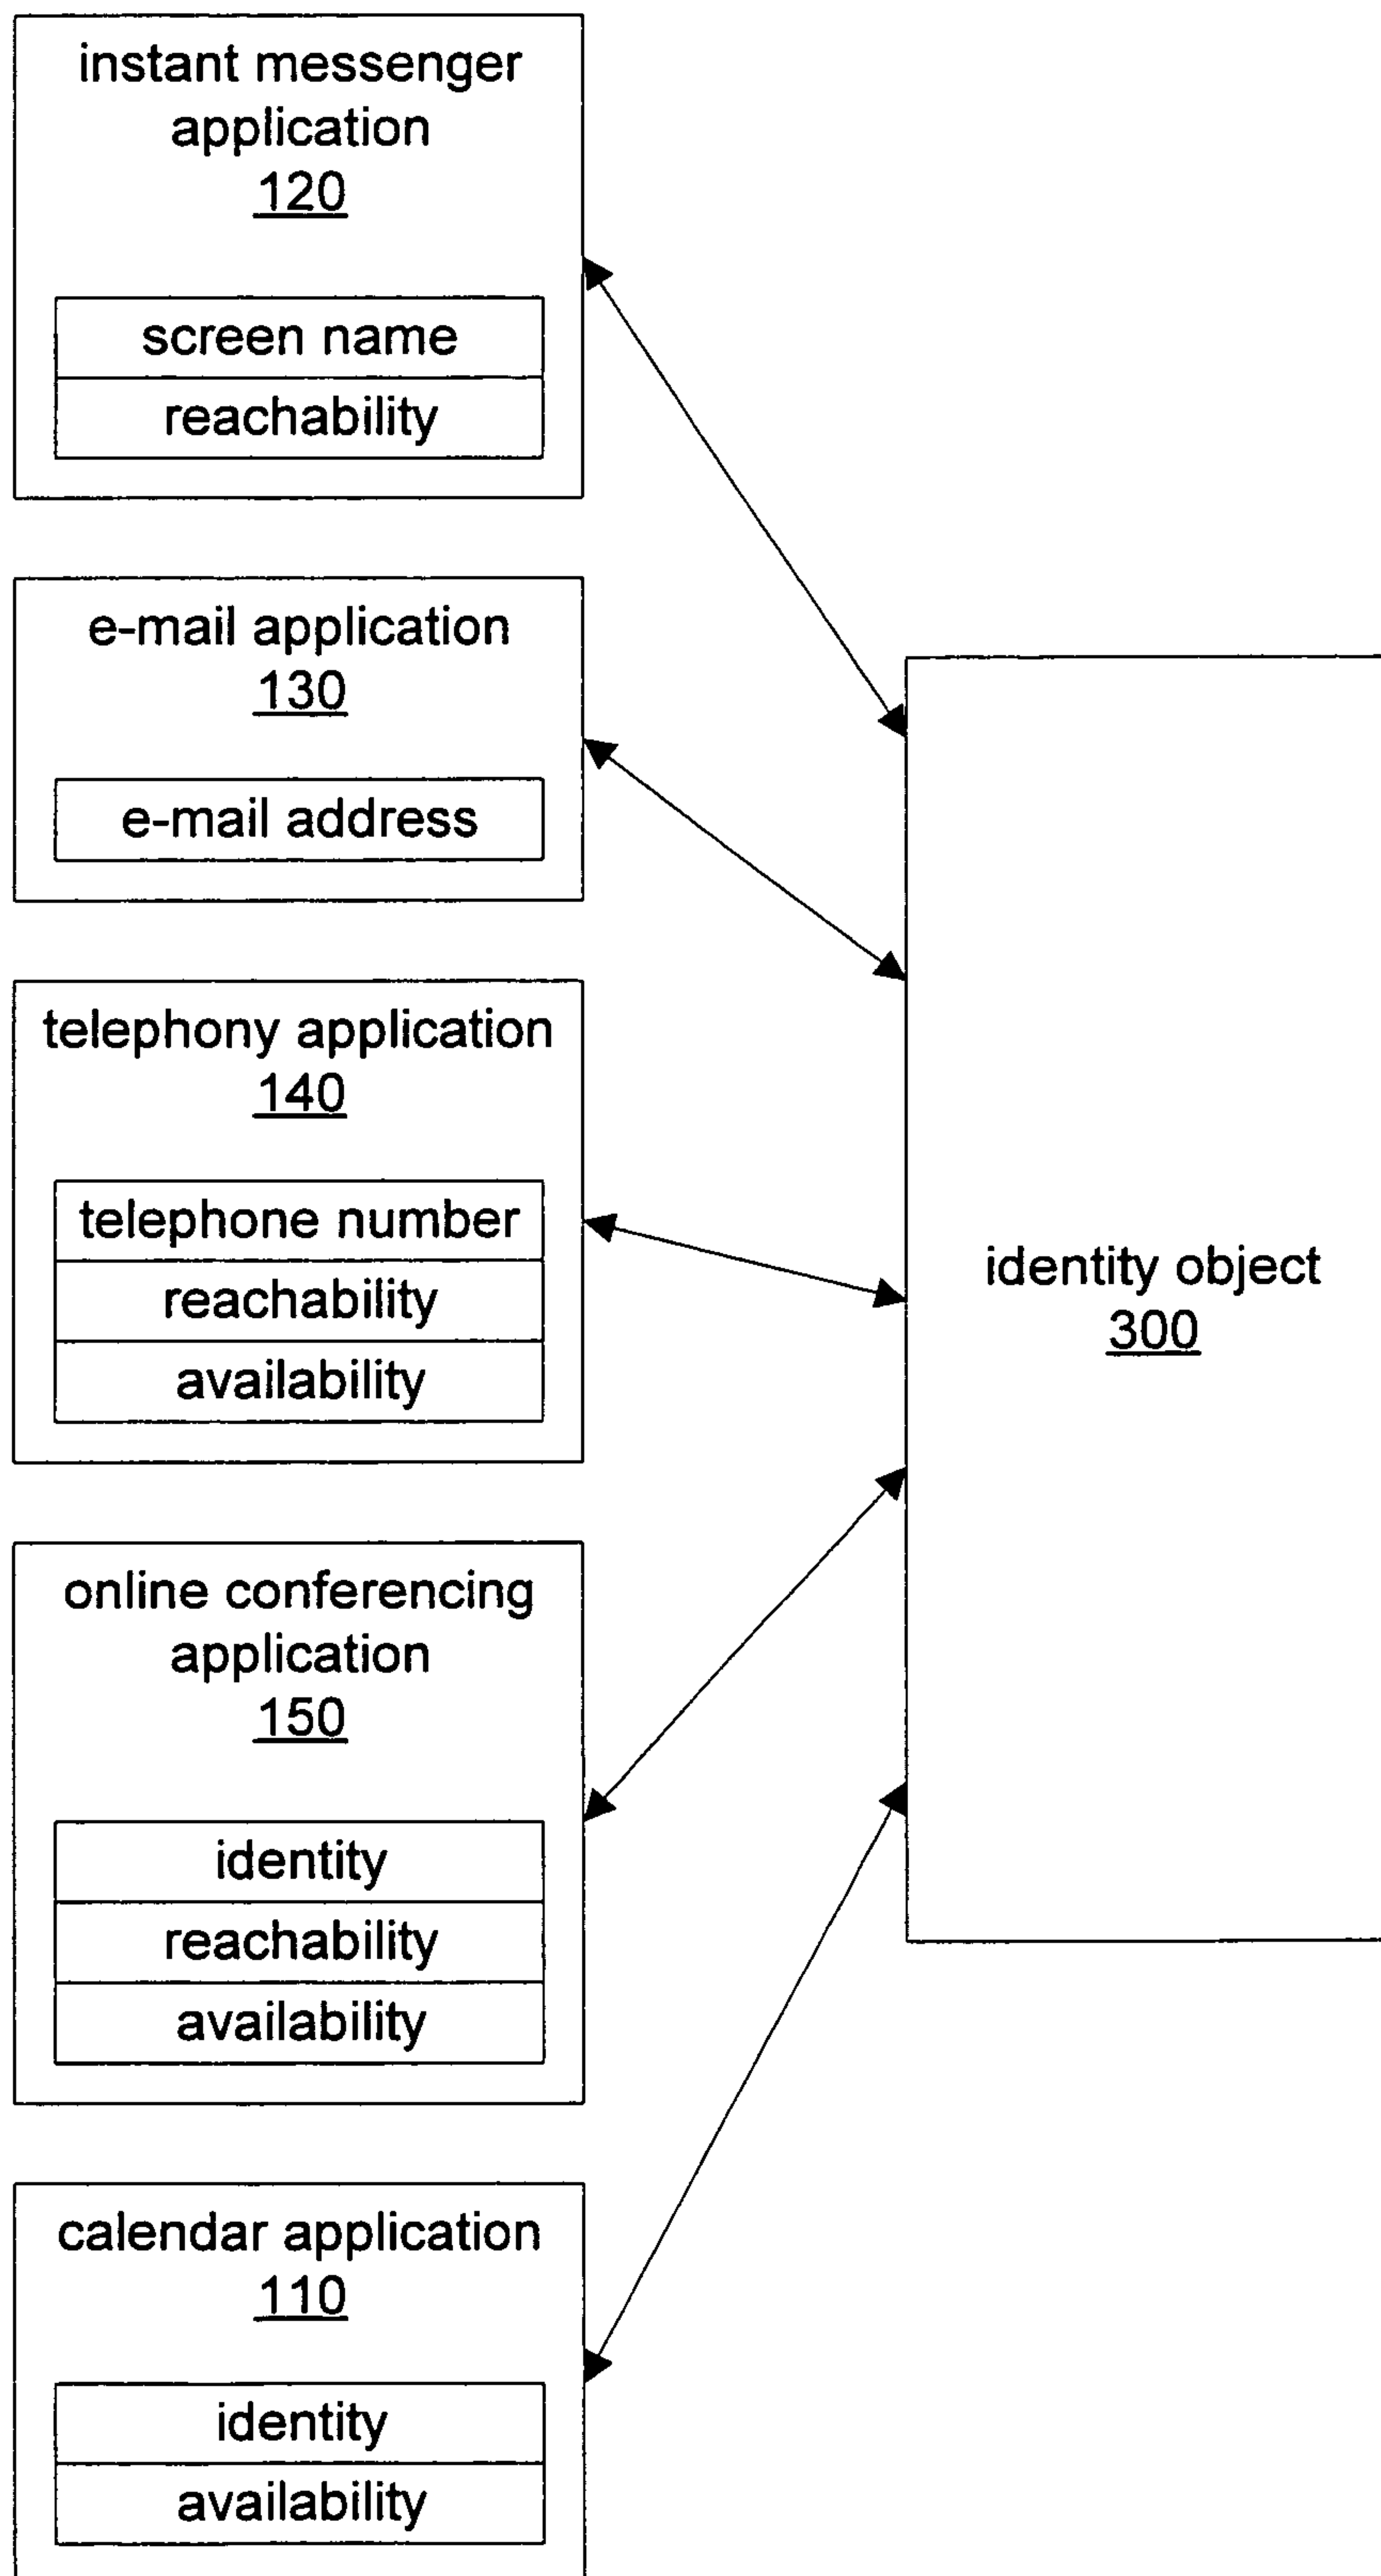 instant messenger
application
120
screen name
reachability
e-mail application
130
e-mail address
telephony application
140
telephone number
reachability
availability
identity object
300
online conferencing
application
150
identity
reachability
availability
calendar application
110
identity
availability